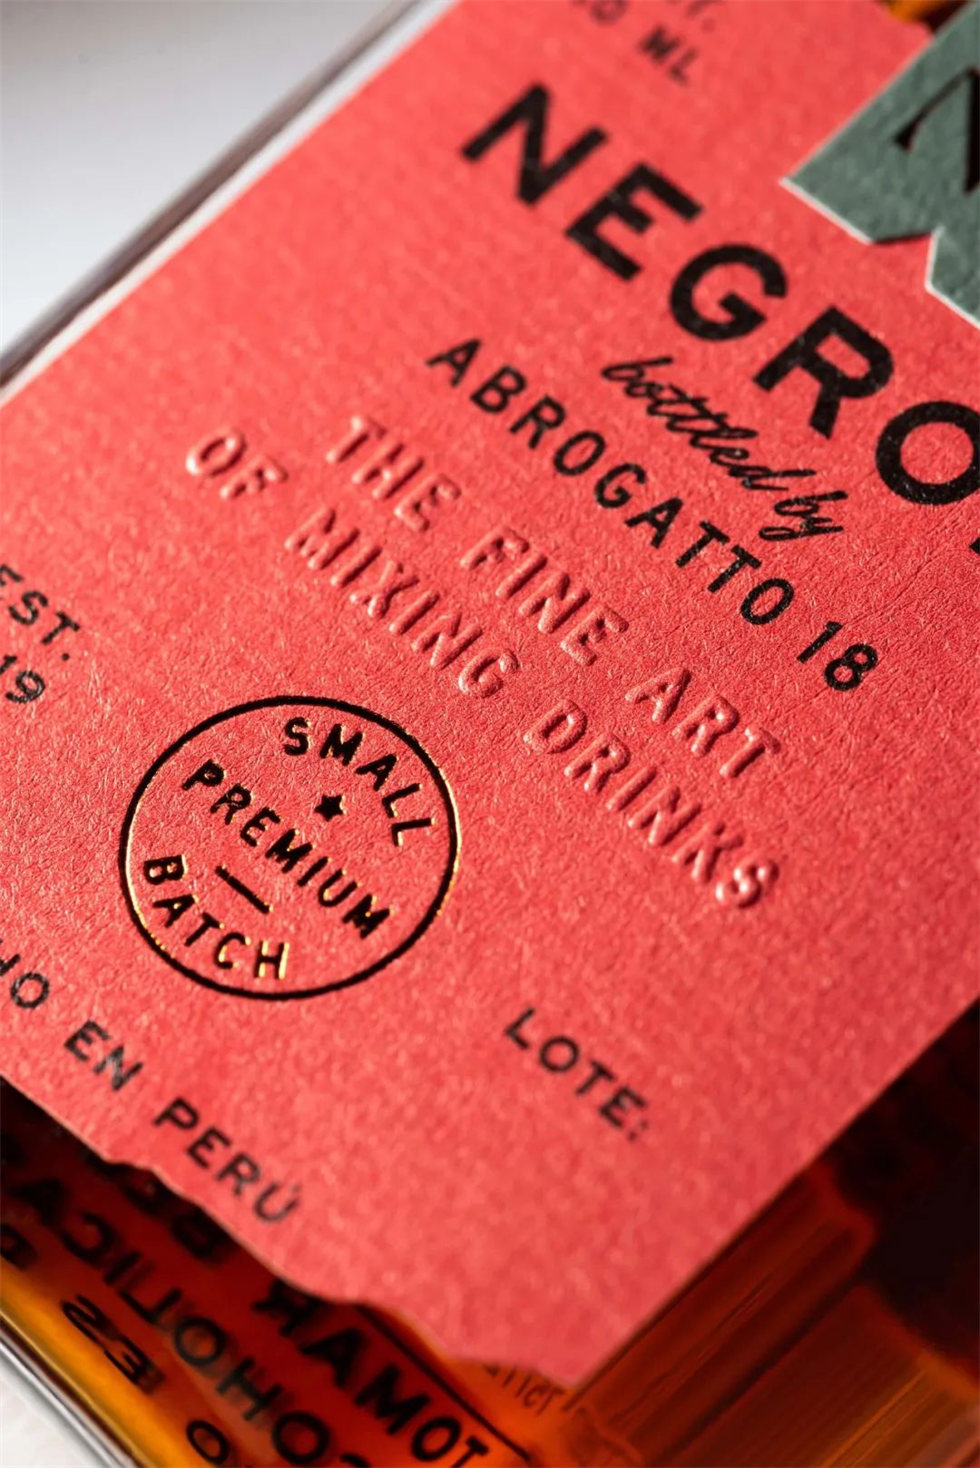 ML
NEGRO
bottled by
ABROGATTO 18
THE FINE ART
OF MIXING DRINKS
EST.
19
SMALL
PREMIUM
BATCH
LOTE:
EN PERÚ
TOMAR